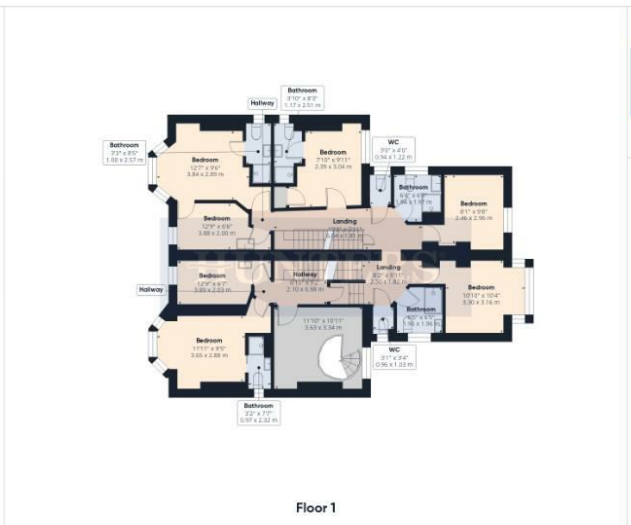 Bathroom
3'10" x 8'3"
1.17 x 2.51 m
Hallway
Bathroom
3'3" x 8'5"
1.00 x 2.57 m
WC
3'0" x 4'0"
0.94 x 1.22 m
Bedroom
12'7" x 9'6"
3.84 x 2.89 m
Bedroom
7'10" x 9'11"
2.39 x 3.04 m
Bathroom
Bedroom
8'1" x 9'8"
2.46 x 2.96 m
Bedroom
12'9" x 6'6"
3.88 x 2.00 m
Landing
HUNTERS
Bedroom
12'9" x 6'7"
Hallway
Landing
Hallway
Bedroom
10'10" x 10'4"
3.30 x 3.16 m
Bathroom
Bedroom
11'11" x 9'5"
3.65 x 2.88 m
11'10" x 10'11"
3.63 x 3.34 m
WC
3'1" x 3'4"
0.96 x 1.03 m
Bathroom
3'2" x 7'7"
0.97 x 2.32 m
Floor 1